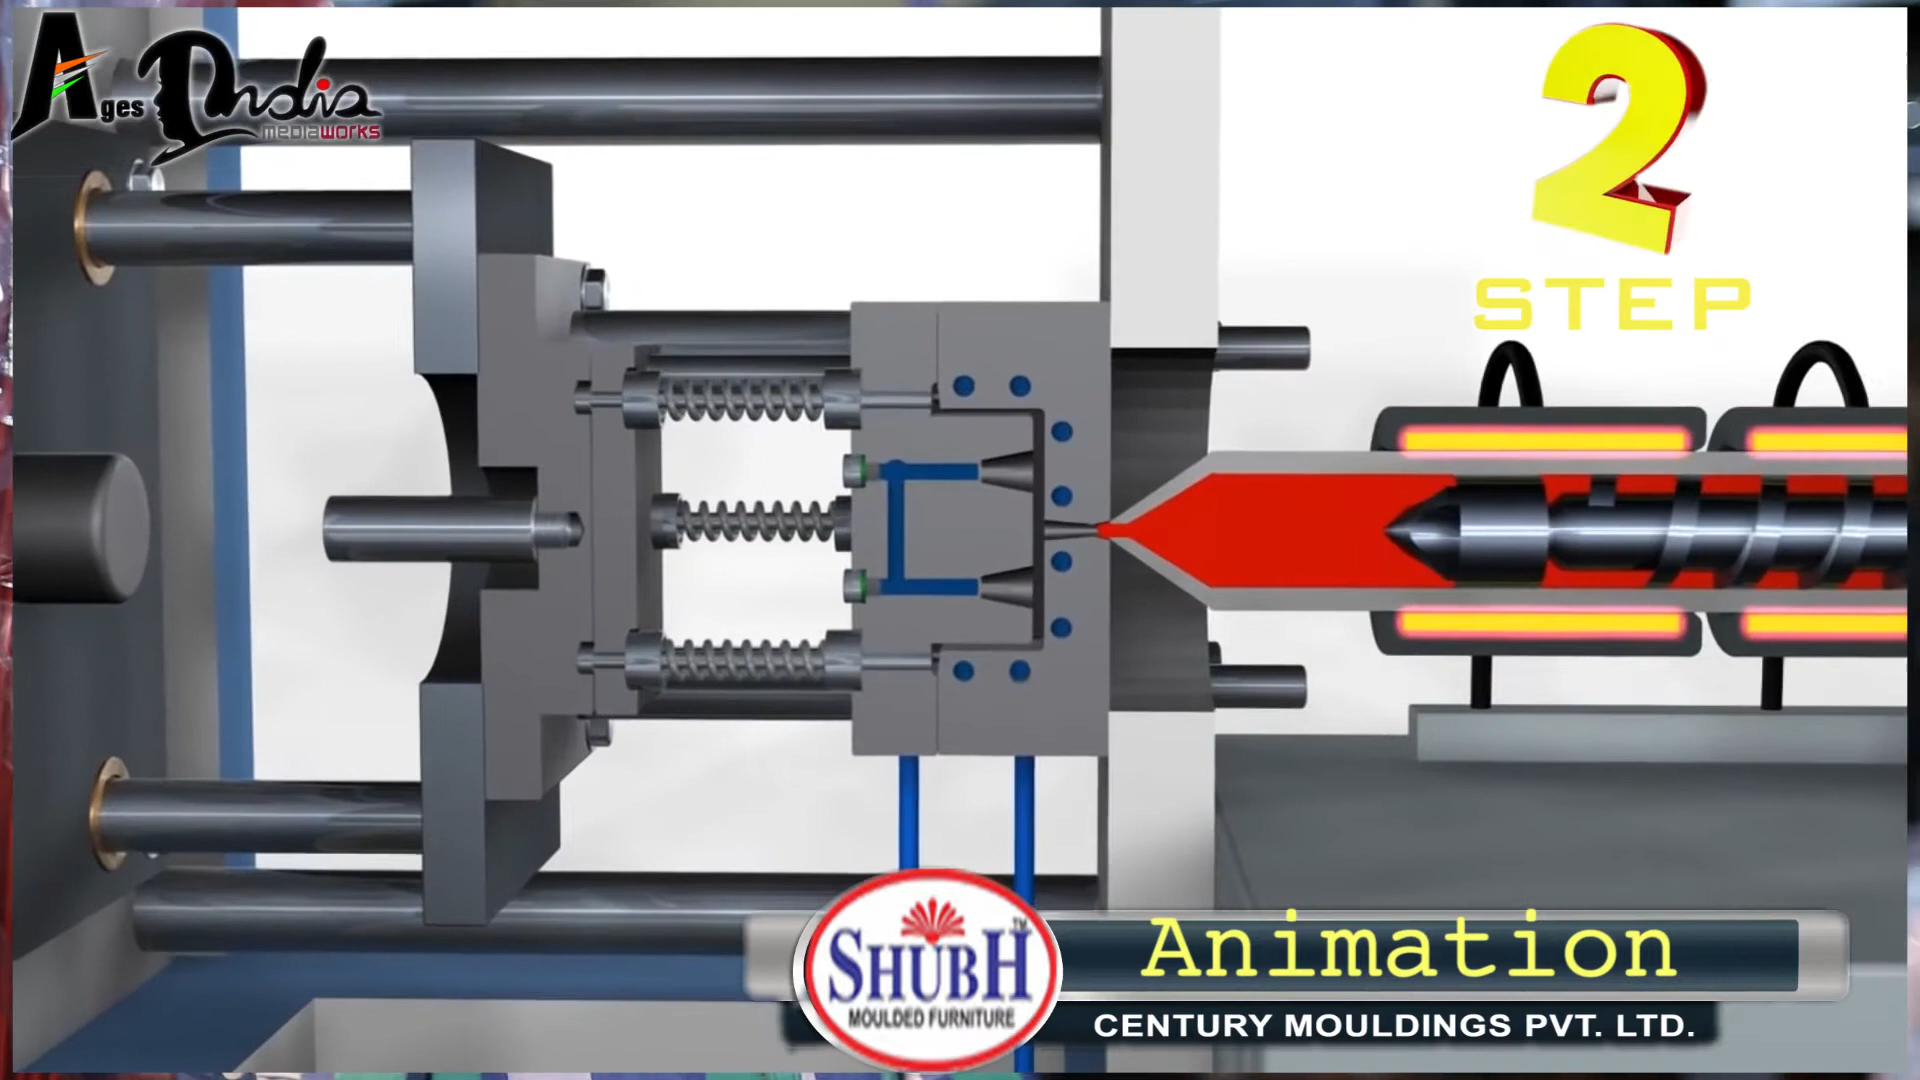 Ages India
mediaworks
2
STEP
SHUBH TM
MOULDED FURNITURE
Animation
CENTURY MOULDINGS PVT. LTD.